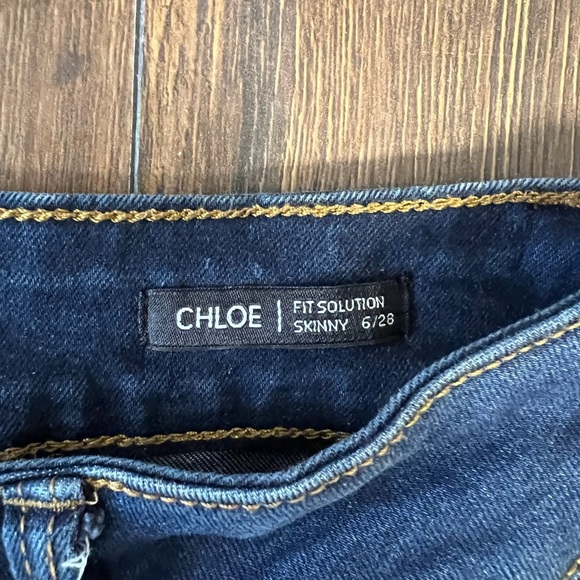 CHLOE | FIT SOLUTION
SKINNY 6/28